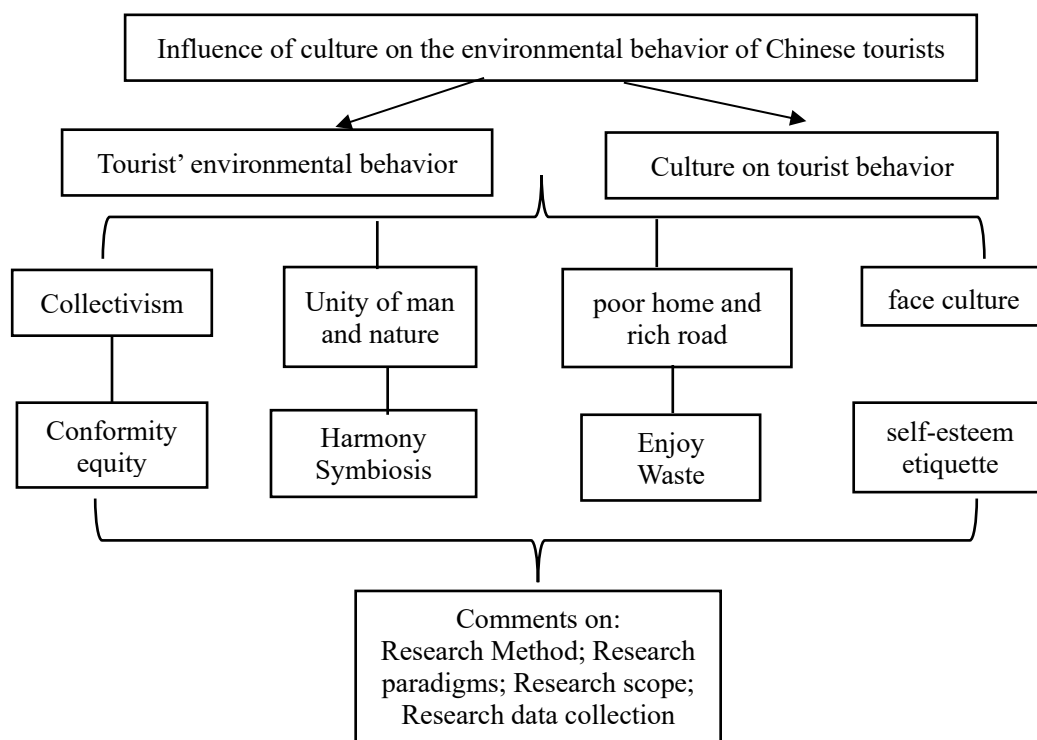 Influence of culture on the environmental behavior of Chinese tourists
Tourist’ environmental behavior
Culture on tourist behavior
Collectivism
Unity of man
and nature
poor home and
rich road
face culture
Conformity
equity
Harmony
Symbiosis
Enjoy
Waste
self-esteem
etiquette
Comments on:
Research Method; Research
paradigms; Research scope;
Research data collection